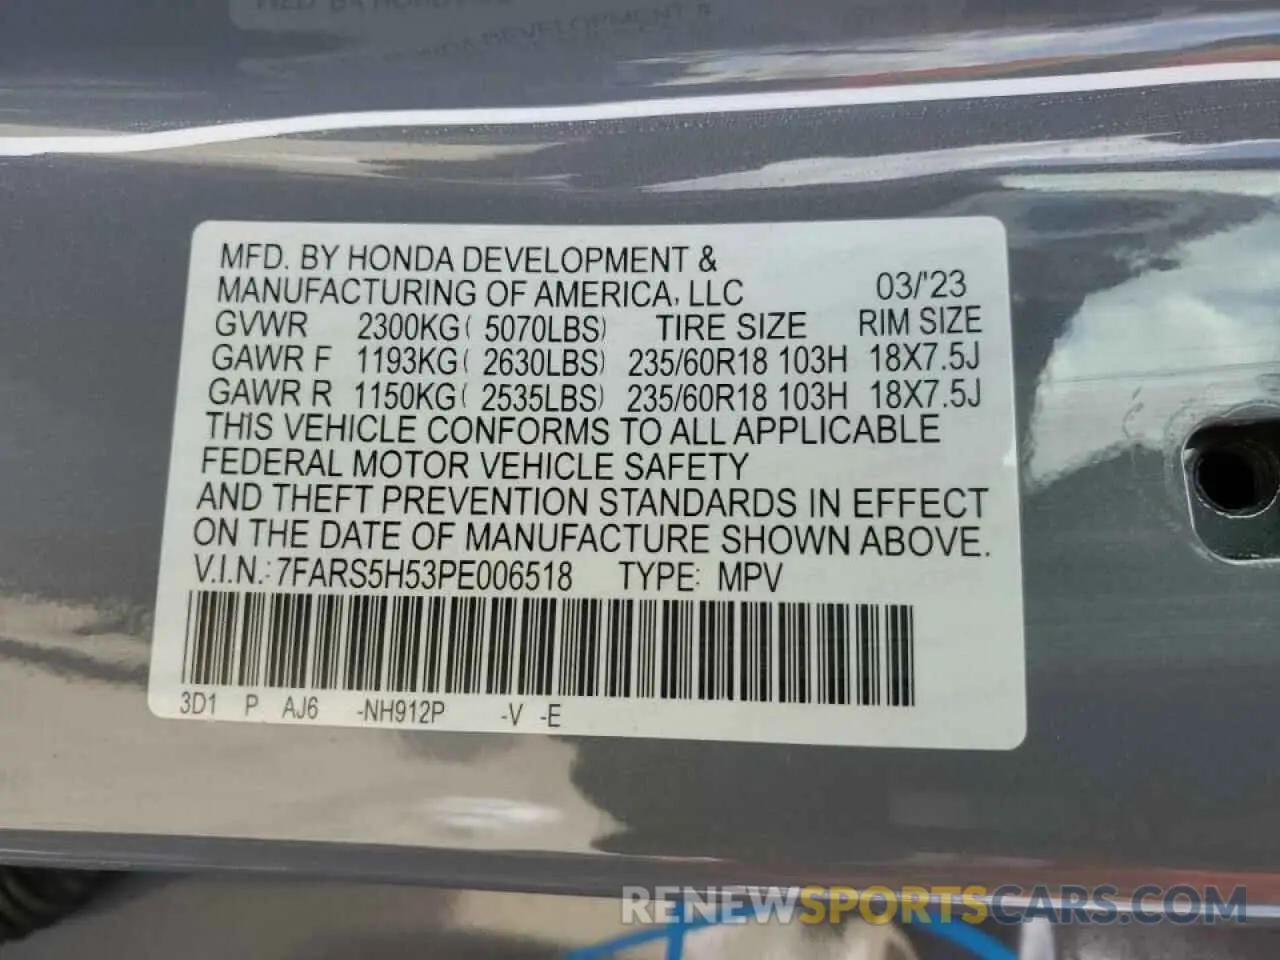 MFD. BY HONDA DEVELOPMENT &
MANUFACTURING OF AMERICA, LLC 03/'23
GVWR 2300KG( 5070LBS) TIRE SIZE RIM SIZE
GAWR F 1193KG( 2630LBS) 235/60R18 103H 18X7.5J
GAWR R 1150KG( 2535LBS) 235/60R18 103H 18X7.5J
THIS VEHICLE CONFORMS TO ALL APPLICABLE
FEDERAL MOTOR VEHICLE SAFETY
AND THEFT PREVENTION STANDARDS IN EFFECT
ON THE DATE OF MANUFACTURE SHOWN ABOVE.
V.I.N.: 7FARS5H53PE006518 TYPE: MPV
3D1 P AJ6 -NH912P -V -E
RENEWSPORTSCARS.COM